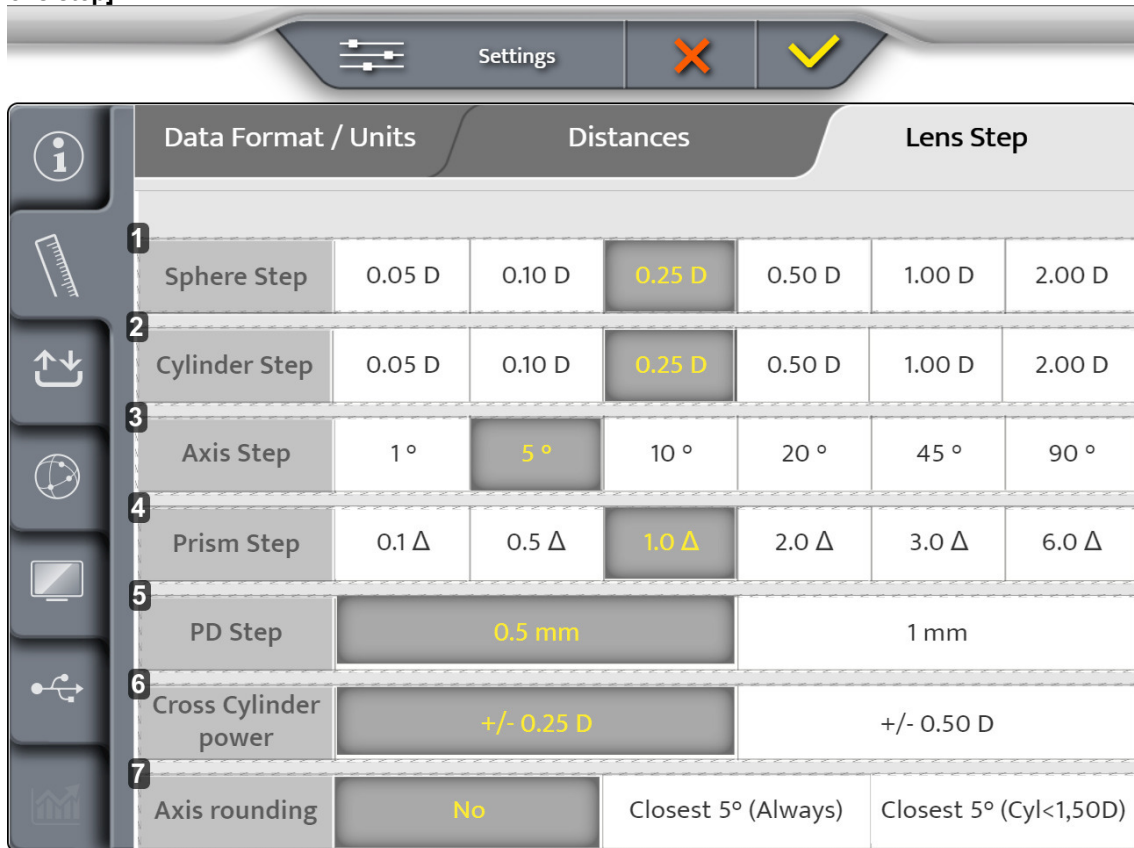 Settings
Data Format / Units Distances Lens Step
1
Sphere Step 0.05 D 0.10 D 0.25 D 0.50 D 1.00 D 2.00 D
2
Cylinder Step 0.05 D 0.10 D 0.25 D 0.50 D 1.00 D 2.00 D
3
Axis Step 1 ° 5 ° 10 ° 20 ° 45 ° 90 °
4
Prism Step 0.1 Δ 0.5 Δ 1.0 Δ 2.0 Δ 3.0 Δ 6.0 Δ
5
PD Step 0.5 mm 1 mm
6
Cross Cylinder
power +/- 0.25 D +/- 0.50 D
7
Axis rounding No Closest 5° (Always) Closest 5° (Cyl<1,50D)